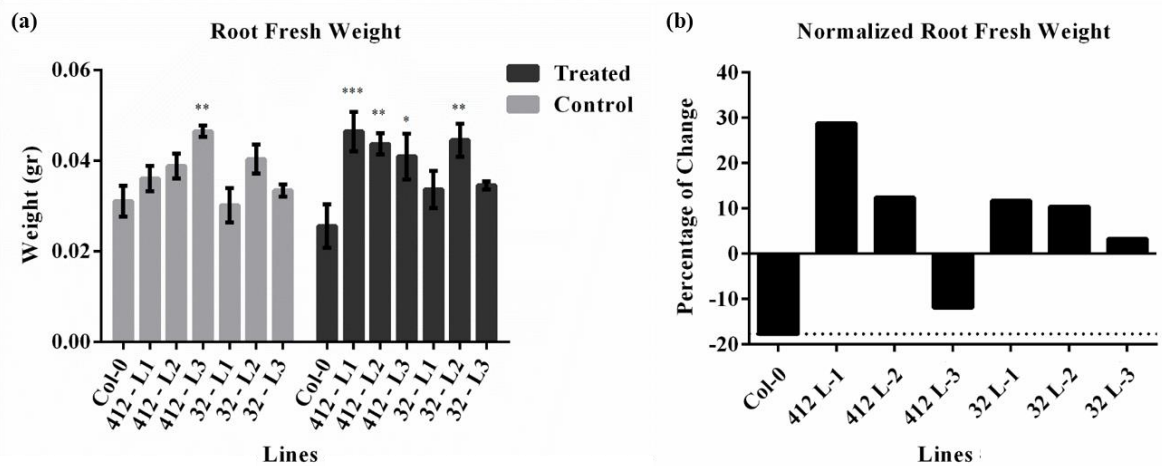 (a)
Root Fresh Weight
0.06
0.04
0.02
0.00
Weight (gr)
**
***
**
*
**
Treated
Control
Col-0
412 - L1
412 - L2
412 - L3
32 - L1
32 - L2
32 - L3
Col-0
412 - L1
412 - L2
412 - L3
32 - L1
32 - L2
32 - L3
Lines
(b)
Normalized Root Fresh Weight
40
30
20
10
0
-10
-20
Percentage of Change
Col-0
412 L-1
412 L-2
412 L-3
32 L-1
32 L-2
32 L-3
Lines